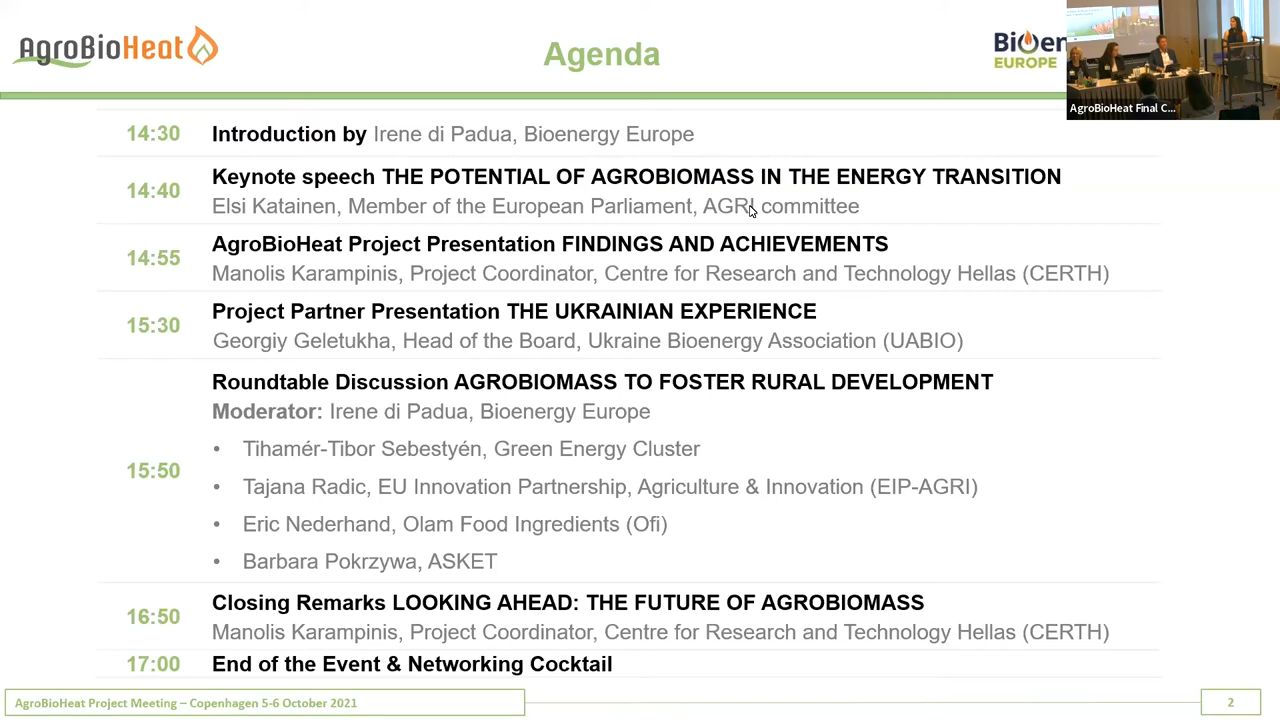 AgroBioHeat
Agenda
Bioen
EUROPE
AgroBioHeat Final C...
14:30
Introduction by Irene di Padua, Bioenergy Europe
14:40
Keynote speech THE POTENTIAL OF AGROBIOMASS IN THE ENERGY TRANSITION
Elsi Katainen, Member of the European Parliament, AGRI committee
14:55
AgroBioHeat Project Presentation FINDINGS AND ACHIEVEMENTS
Manolis Karampinis, Project Coordinator, Centre for Research and Technology Hellas (CERTH)
15:30
Project Partner Presentation THE UKRAINIAN EXPERIENCE
Georgiy Geletukha, Head of the Board, Ukraine Bioenergy Association (UABIO)
15:50
Roundtable Discussion AGROBIOMASS TO FOSTER RURAL DEVELOPMENT
Moderator: Irene di Padua, Bioenergy Europe
• Tihamér-Tibor Sebestyén, Green Energy Cluster
• Tajana Radic, EU Innovation Partnership, Agriculture & Innovation (EIP-AGRI)
• Eric Nederhand, Olam Food Ingredients (Ofi)
• Barbara Pokrzywa, ASKET
16:50
Closing Remarks LOOKING AHEAD: THE FUTURE OF AGROBIOMASS
Manolis Karampinis, Project Coordinator, Centre for Research and Technology Hellas (CERTH)
17:00
End of the Event & Networking Cocktail
AgroBioHeat Project Meeting – Copenhagen 5-6 October 2021
2